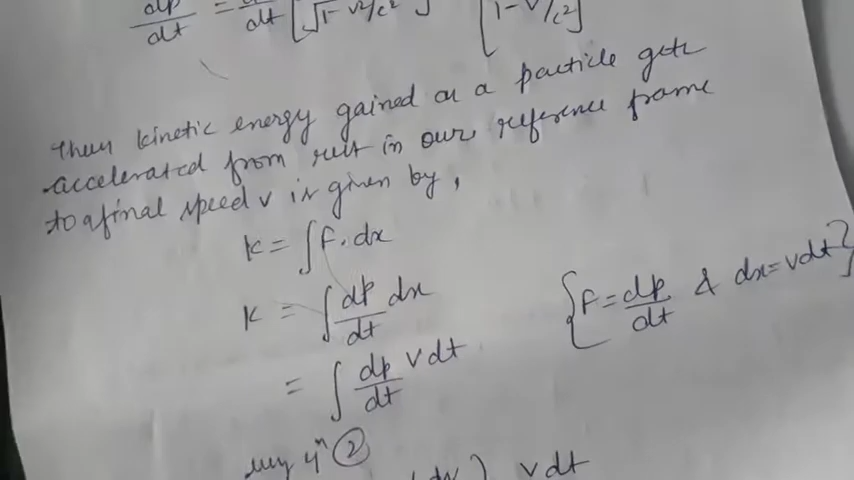 dp/dt = d/dt [ √1- v²/c² ] [ 1-v²/c² ]
Then kinetic energy gained as a particle gets
accelerated from rest in our reference frame
to a final speed v is given by,
K = ∫F.dx
K = ∫dp/dt dx {F = dp/dt & dx = vdt}
= ∫dp/dt vdt
eqⁿ ②
vdt